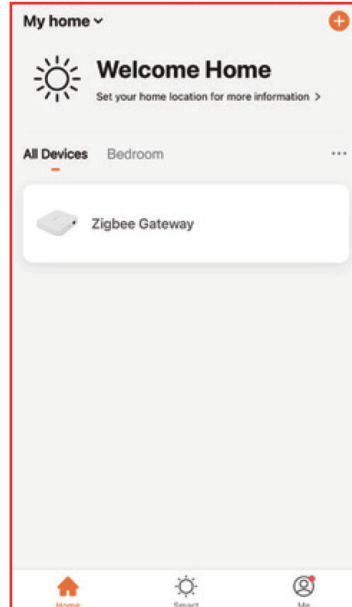 My home
Welcome Home
Set your home location for more information >
All Devices Bedroom ...
Zigbee Gateway
Home Smart Me